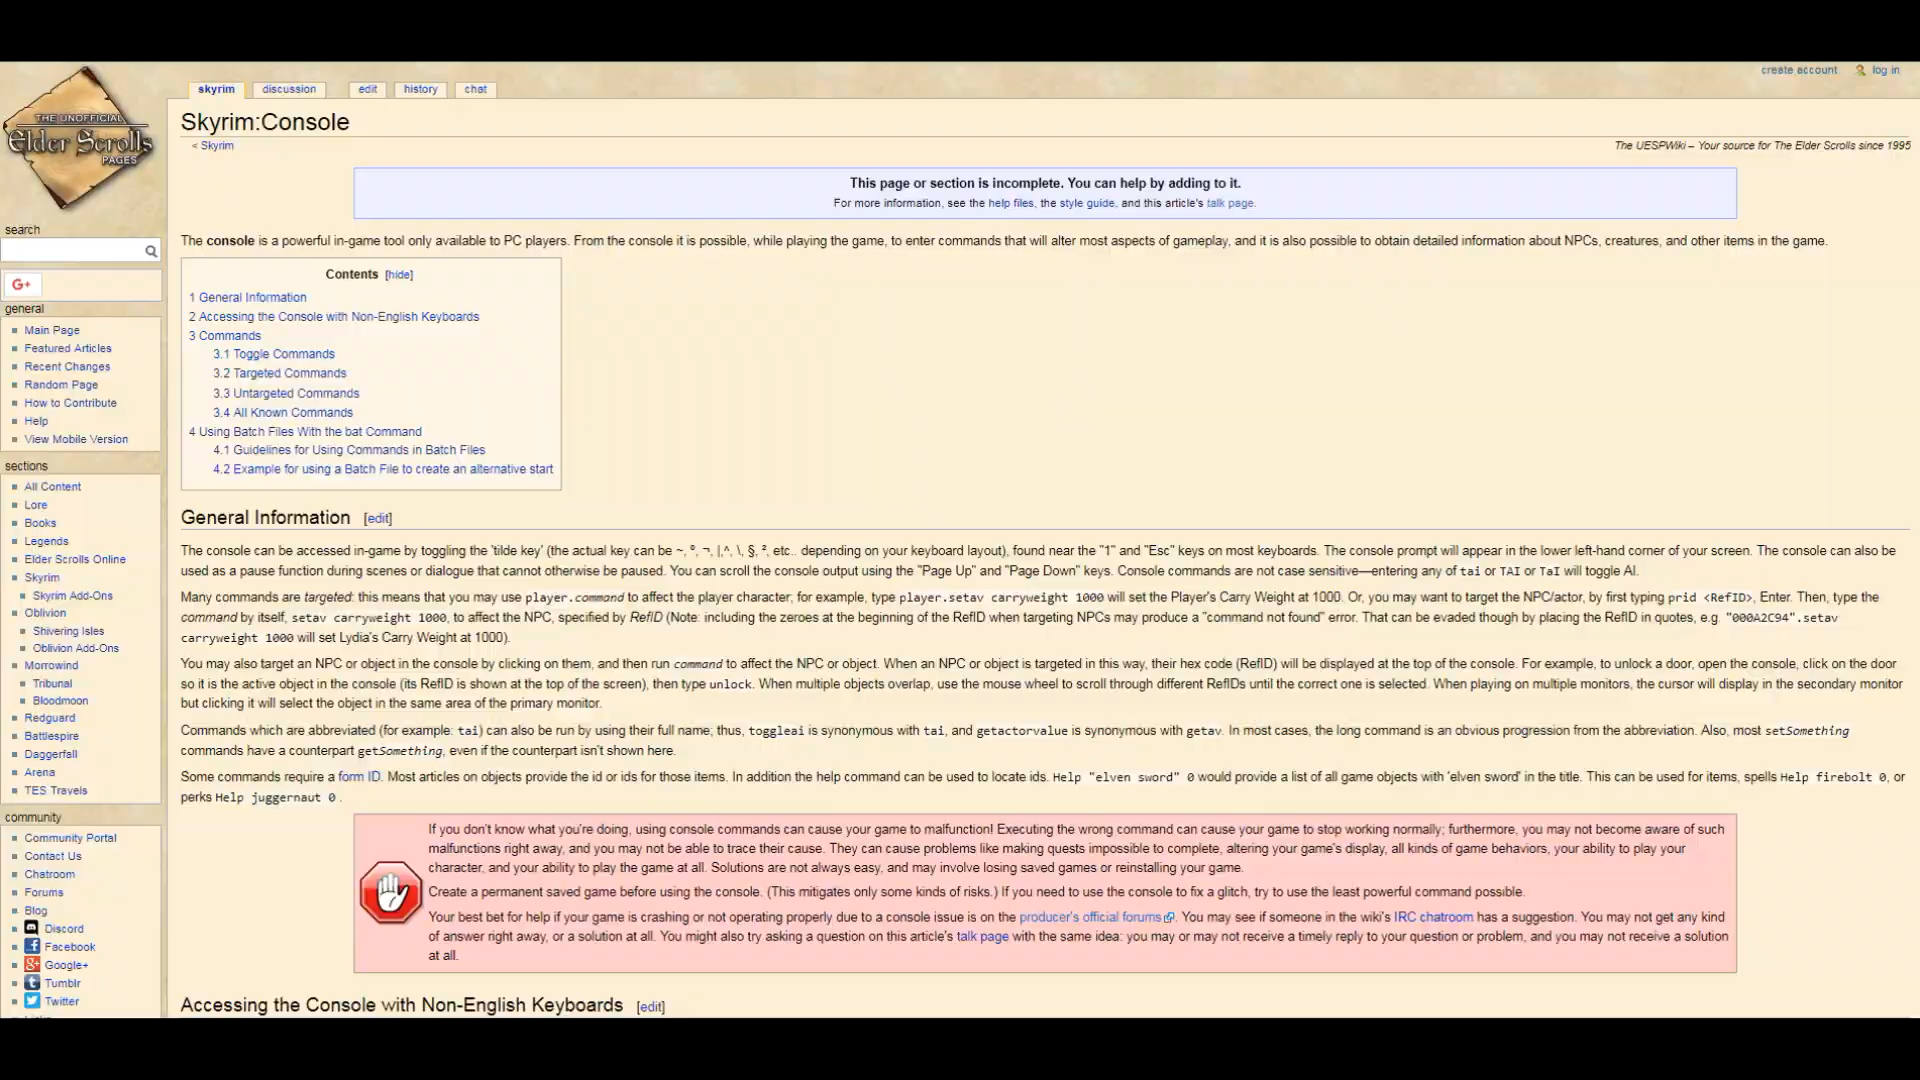 create account
log in
THE UNOFFICIAL
Elder Scrolls
PAGES
skyrim
discussion
edit
history
chat
Skyrim:Console
< Skyrim
The UESPWiki – Your source for The Elder Scrolls since 1995
This page or section is incomplete. You can help by adding to it.
For more information, see the help files, the style guide, and this article's talk page.
The console is a powerful in-game tool only available to PC players. From the console it is possible, while playing the game, to enter commands that will alter most aspects of gameplay, and it is also possible to obtain detailed information about NPCs, creatures, and other items in the game.
Contents [hide]
1 General Information
2 Accessing the Console with Non-English Keyboards
3 Commands
3.1 Toggle Commands
3.2 Targeted Commands
3.3 Untargeted Commands
3.4 All Known Commands
4 Using Batch Files With the bat Command
4.1 Guidelines for Using Commands in Batch Files
4.2 Example for using a Batch File to create an alternative start
General Information [edit]
The console can be accessed in-game by toggling the 'tilde key' (the actual key can be ~, º, ¬, |,^, \, §, ², etc.. depending on your keyboard layout), found near the "1" and "Esc" keys on most keyboards. The console prompt will appear in the lower left-hand corner of your screen. The console can also be
used as a pause function during scenes or dialogue that cannot otherwise be paused. You can scroll the console output using the "Page Up" and "Page Down" keys. Console commands are not case sensitive—entering any of tai or TAI or TaI will toggle AI.
Many commands are targeted: this means that you may use player.command to affect the player character; for example, type player.setav carryweight 1000 will set the Player's Carry Weight at 1000. Or, you may want to target the NPC/actor, by first typing prid <RefID>, Enter. Then, type the
command by itself, setav carryweight 1000, to affect the NPC, specified by RefID (Note: including the zeroes at the beginning of the RefID when targeting NPCs may produce a "command not found" error. That can be evaded though by placing the RefID in quotes, e.g. "000A2C94".setav
carryweight 1000 will set Lydia's Carry Weight at 1000).
You may also target an NPC or object in the console by clicking on them, and then run command to affect the NPC or object. When an NPC or object is targeted in this way, their hex code (RefID) will be displayed at the top of the console. For example, to unlock a door, open the console, click on the door
so it is the active object in the console (its RefID is shown at the top of the screen), then type unlock. When multiple objects overlap, use the mouse wheel to scroll through different RefIDs until the correct one is selected. When playing on multiple monitors, the cursor will display in the secondary monitor
but clicking it will select the object in the same area of the primary monitor.
Commands which are abbreviated (for example: tai) can also be run by using their full name; thus, toggleai is synonymous with tai, and getactorvalue is synonymous with getav. In most cases, the long command is an obvious progression from the abbreviation. Also, most setSomething
commands have a counterpart getSomething, even if the counterpart isn't shown here.
Some commands require a form ID. Most articles on objects provide the id or ids for those items. In addition the help command can be used to locate ids. Help "elven sword" 0 would provide a list of all game objects with 'elven sword' in the title. This can be used for items, spells Help firebolt 0, or
perks Help juggernaut 0 .
If you don't know what you're doing, using console commands can cause your game to malfunction! Executing the wrong command can cause your game to stop working normally; furthermore, you may not become aware of such
malfunctions right away, and you may not be able to trace their cause. They can cause problems like making quests impossible to complete, altering your game's display, all kinds of game behaviors, your ability to play your
character, and your ability to play the game at all. Solutions are not always easy, and may involve losing saved games or reinstalling your game.
Create a permanent saved game before using the console. (This mitigates only some kinds of risks.) If you need to use the console to fix a glitch, try to use the least powerful command possible.
Your best bet for help if your game is crashing or not operating properly due to a console issue is on the producer's official forums. You may see if someone in the wiki's IRC chatroom has a suggestion. You may not get any kind
of answer right away, or a solution at all. You might also try asking a question on this article's talk page with the same idea: you may or may not receive a timely reply to your question or problem, and you may not receive a solution
at all.
Accessing the Console with Non-English Keyboards [edit]
search
G+
general
Main Page
Featured Articles
Recent Changes
Random Page
How to Contribute
Help
View Mobile Version
sections
All Content
Lore
Books
Legends
Elder Scrolls Online
Skyrim
Skyrim Add-Ons
Oblivion
Shivering Isles
Oblivion Add-Ons
Morrowind
Tribunal
Bloodmoon
Redguard
Battlespire
Daggerfall
Arena
TES Travels
community
Community Portal
Contact Us
Chatroom
Forums
Blog
Discord
Facebook
Google+
Tumblr
Twitter